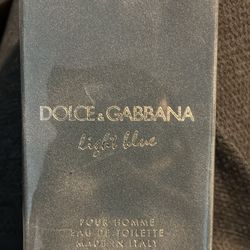 DOLCE & GABBANA
light blue
POUR HOMME
EAU DE TOILETTE
MADE IN ITALY